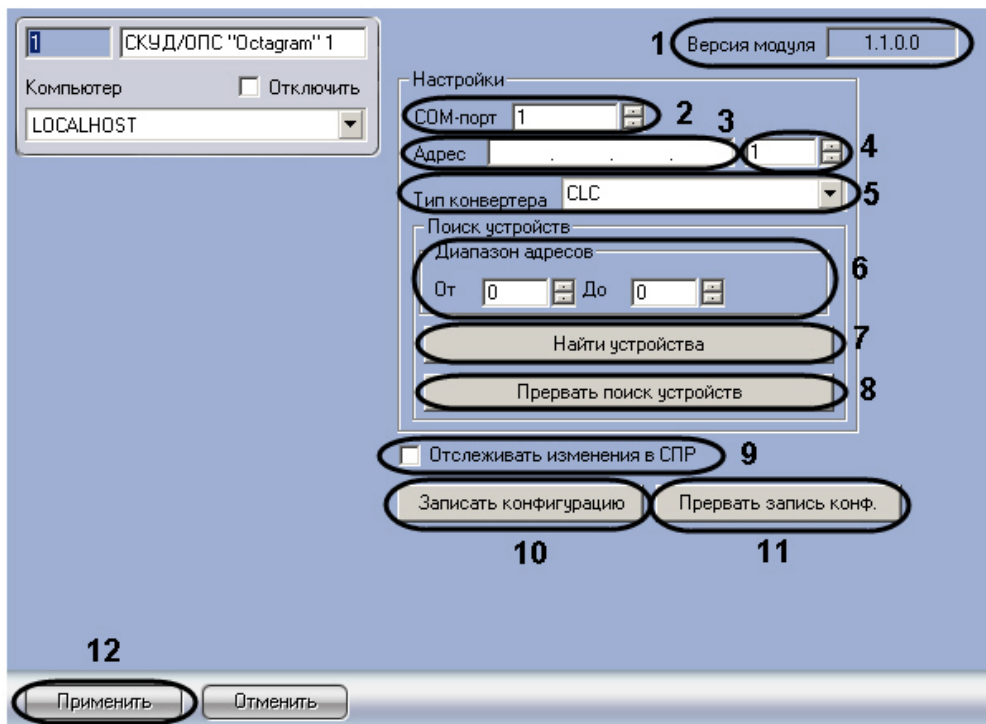 1 СКУД/ОПС "Octagram" 1
Компьютер Отключить
LOCALHOST
1 Версия модуля 1.1.0.0
Настройки
COM-порт 1 2
Адрес . . . 3 1 4
Тип конвертера CLC 5
Поиск устройств
Диапазон адресов
От 0 До 0 6
Найти устройства 7
Прервать поиск устройств 8
Отслеживать изменения в СПР 9
Записать конфигурацию Прервать запись конф.
10 11
12
Применить Отменить